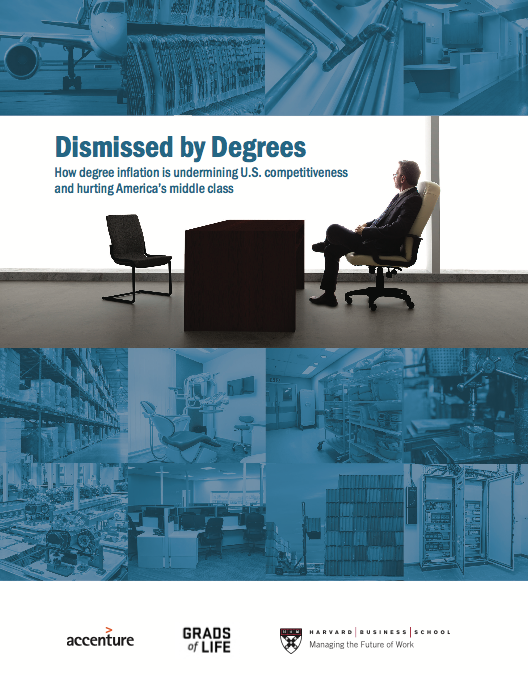 Dismissed by Degrees
How degree inflation is undermining U.S. competitiveness
and hurting America's middle class
accenture
GRADS
of LIFE
HARVARD | BUSINESS | SCHOOL
Managing the Future of Work